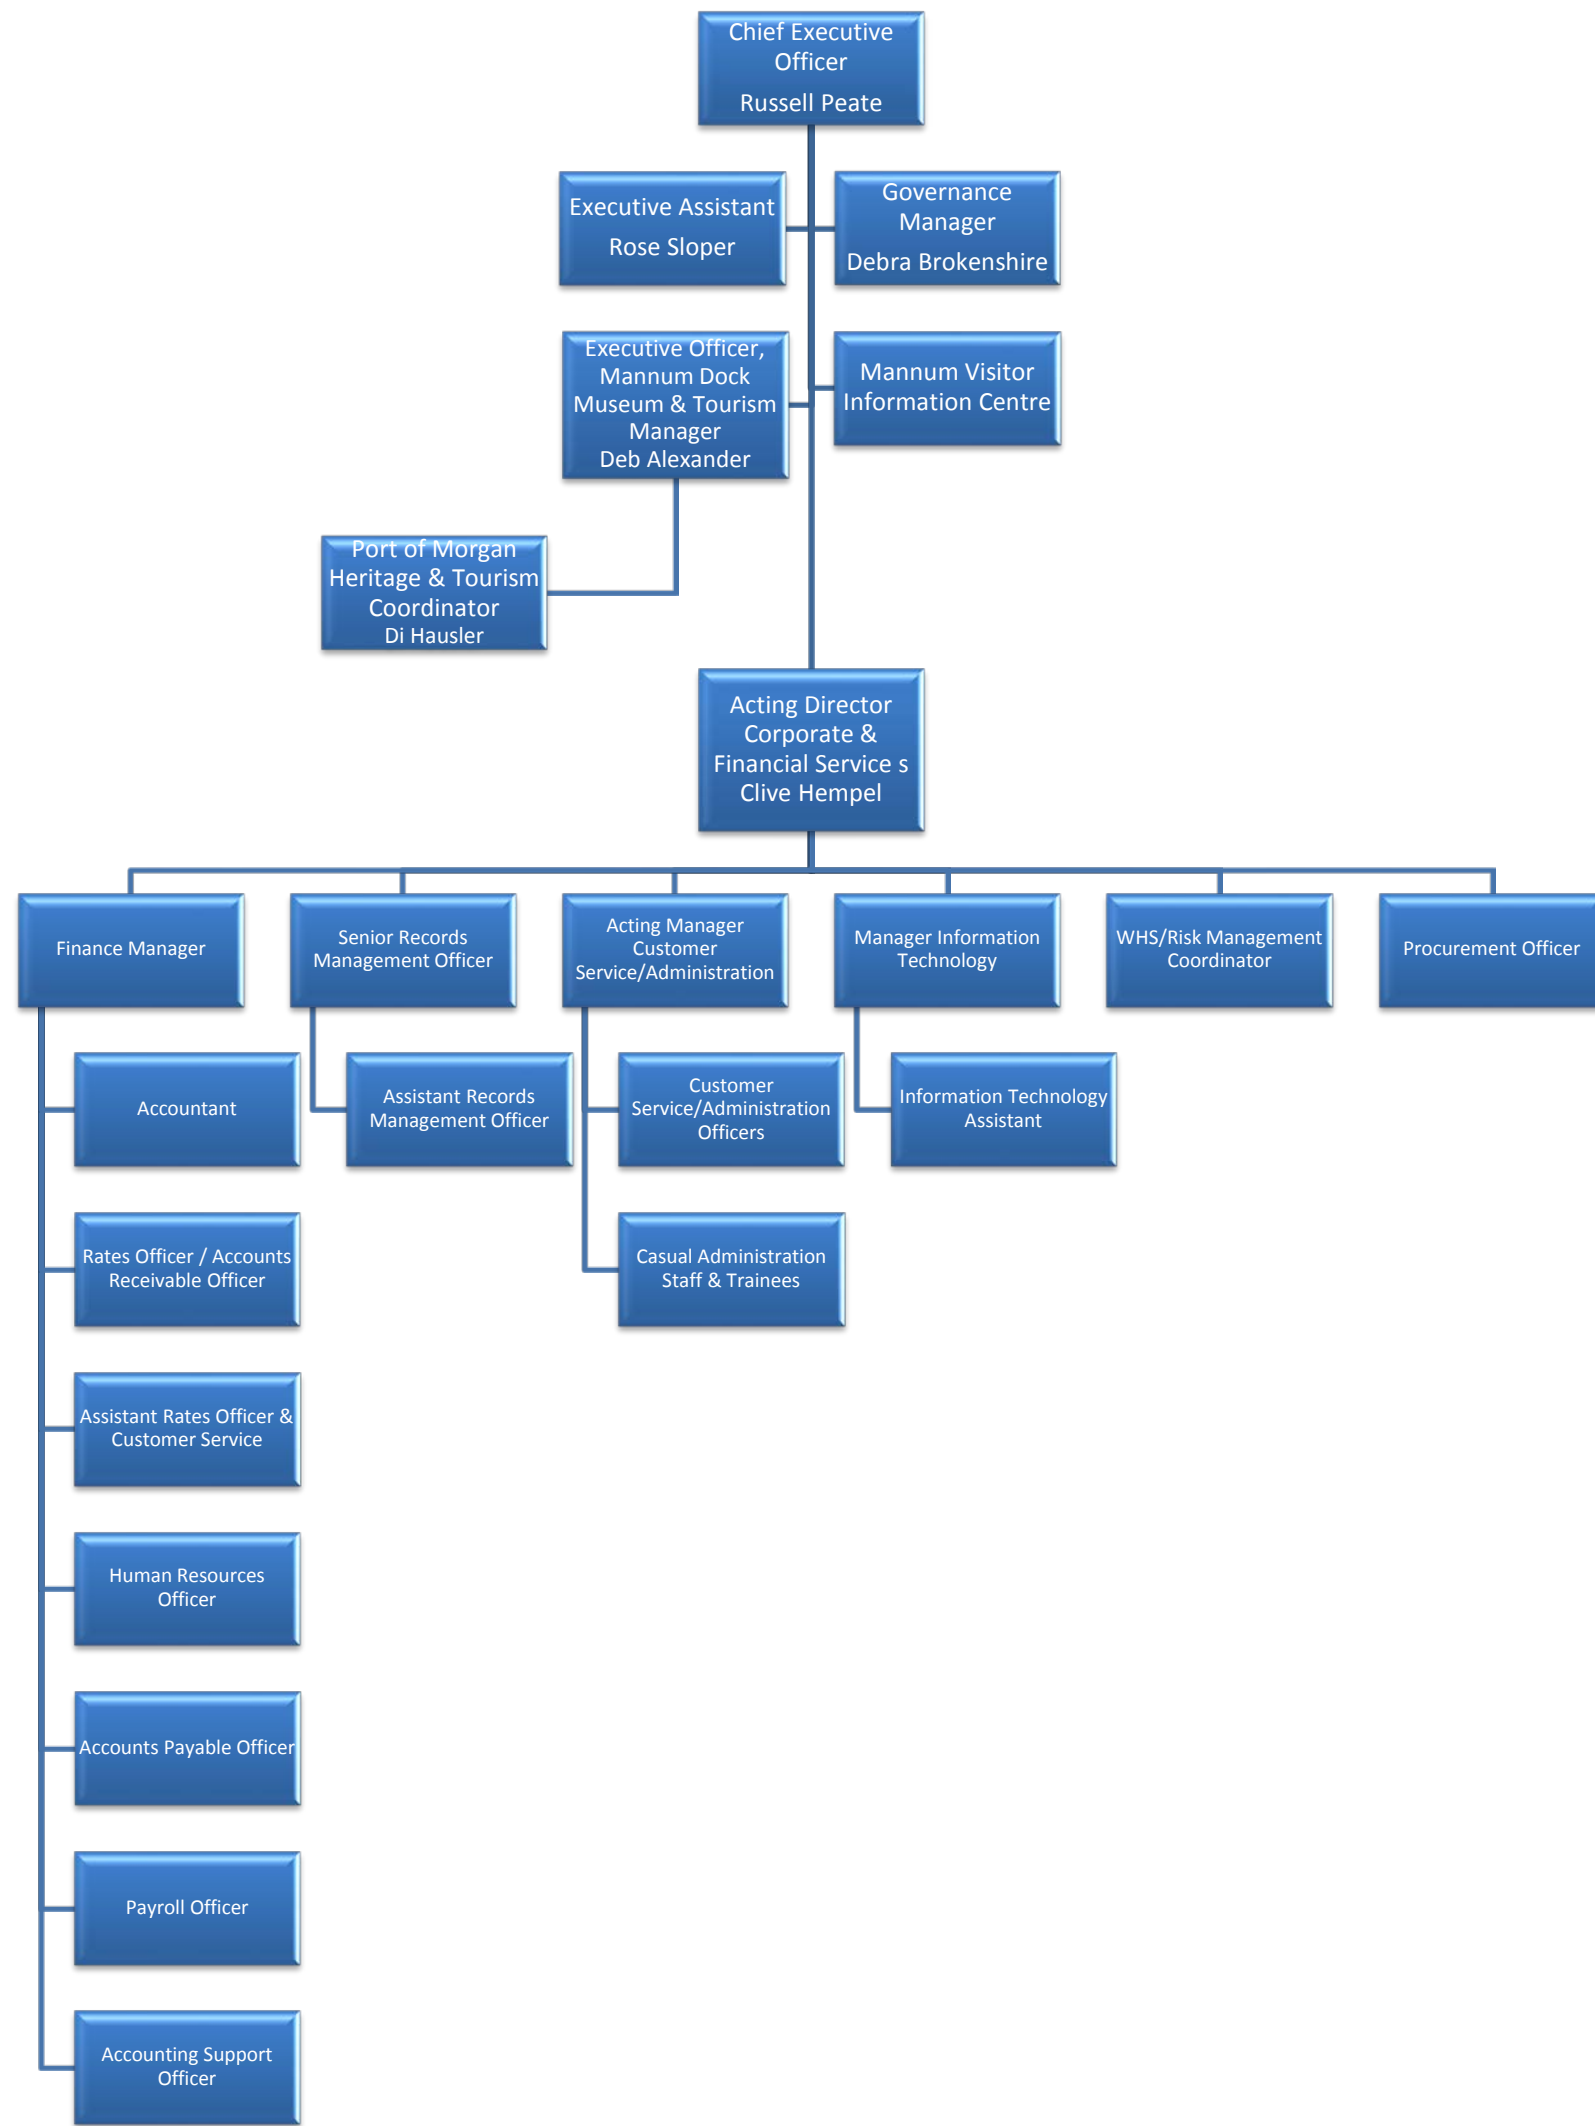 Chief Executive
Officer
Russell Peate
Executive Assistant
Rose Sloper
Governance
Manager
Debra Brokenshire
Executive Officer,
Mannum Dock
Museum & Tourism
Manager
Deb Alexander
Mannum Visitor
Information Centre
Port of Morgan
Heritage & Tourism
Coordinator
Di Hausler
Acting Director
Corporate &
Financial Service s
Clive Hempel
Finance Manager
Senior Records
Management Officer
Acting Manager
Customer
Service/Administration
Manager Information
Technology
WHS/Risk Management
Coordinator
Procurement Officer
Accountant
Assistant Records
Management Officer
Customer
Service/Administration
Officers
Information Technology
Assistant
Rates Officer / Accounts
Receivable Officer
Casual Administration
Staff & Trainees
Assistant Rates Officer &
Customer Service
Human Resources
Officer
Accounts Payable Officer
Payroll Officer
Accounting Support
Officer